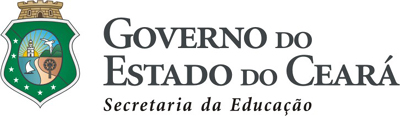 GOVERNO DO
ESTADO DO CEARÁ
Secretaria da Educação